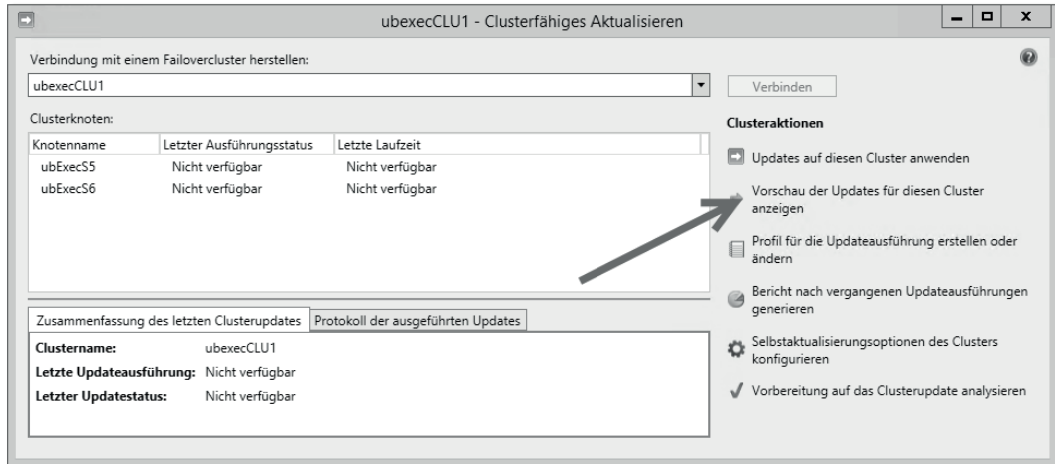 ubexecCLU1 - Clusterfähiges Aktualisieren
Verbindung mit einem Failovercluster herstellen:
ubexecCLU1
Verbinden
Clusterknoten:
Knotenname Letzter Ausführungsstatus Letzte Laufzeit
ubExecS5 Nicht verfügbar Nicht verfügbar
ubExecS6 Nicht verfügbar Nicht verfügbar
Clusteraktionen
Updates auf diesen Cluster anwenden
Vorschau der Updates für diesen Cluster
anzeigen
Profil für die Updateausführung erstellen oder
ändern
Bericht nach vergangenen Updateausführungen
generieren
Selbstaktualisierungsoptionen des Clusters
konfigurieren
Vorbereitung auf das Clusterupdate analysieren
Zusammenfassung des letzten Clusterupdates Protokoll der ausgeführten Updates
Clustername: ubexecCLU1
Letzte Updateausführung: Nicht verfügbar
Letzter Updatestatus: Nicht verfügbar